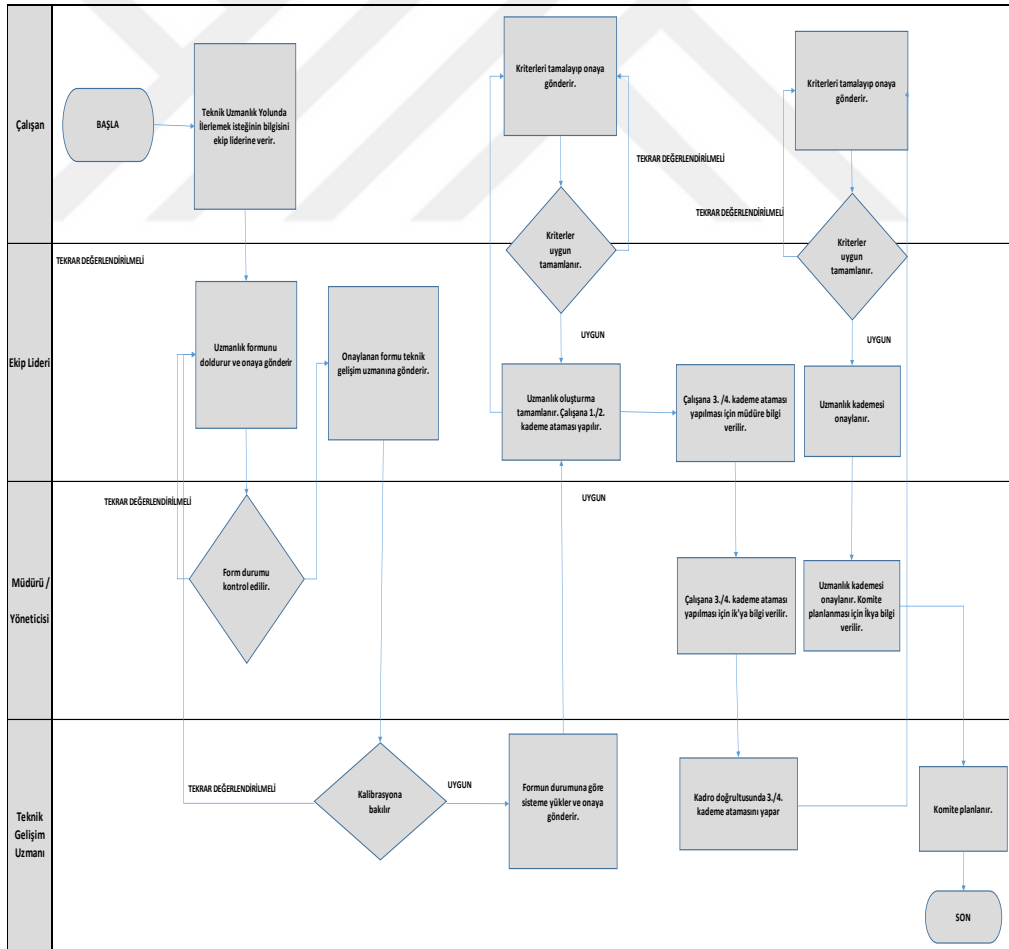 Çalışan
BAŞLA
Teknik Uzmanlık Yolunda
İlerlemek isteğinin bilgisini
ekip liderine verir.
Kriterleri tamalayıp onaya
gönderir.
Kriterleri tamalayıp onaya
gönderir.
TEKRAR DEĞERLENDİRİLMELİ
TEKRAR DEĞERLENDİRİLMELİ
Kriterler
uygun
tamamlanır.
Kriterler
uygun
tamamlanır.
TEKRAR DEĞERLENDİRİLMELİ
Ekip Lideri
Uzmanlık formunu
doldurur ve onaya gönderir
Onaylanan formu teknik
gelişim uzmanına gönderir.
UYGUN
UYGUN
Uzmanlık oluşturma
tamamlanır. Çalışana 1./2.
kademe ataması yapılır.
Çalışana 3. /4. kademe ataması
yapılması için müdüre bilgi
verilir.
Uzmanlık kademesi
onaylanır.
TEKRAR DEĞERLENDİRİLMELİ
UYGUN
Müdürü /
Yöneticisi
Form durumu
kontrol edilir.
Çalışana 3./4. kademe ataması
yapılması için ik'ya bilgi verilir.
Uzmanlık kademesi
onaylanır. Komite
planlanması için İkya bilgi
verilir.
Teknik
Gelişim
Uzmanı
TEKRAR DEĞERLENDİRİLMELİ
Kalibrasyona
bakılır
UYGUN
Formun durumuna göre
sisteme yükler ve onaya
gönderir.
Kadro doğrultusunda 3./4.
kademe atamasını yapar
Komite planlanır.
SON